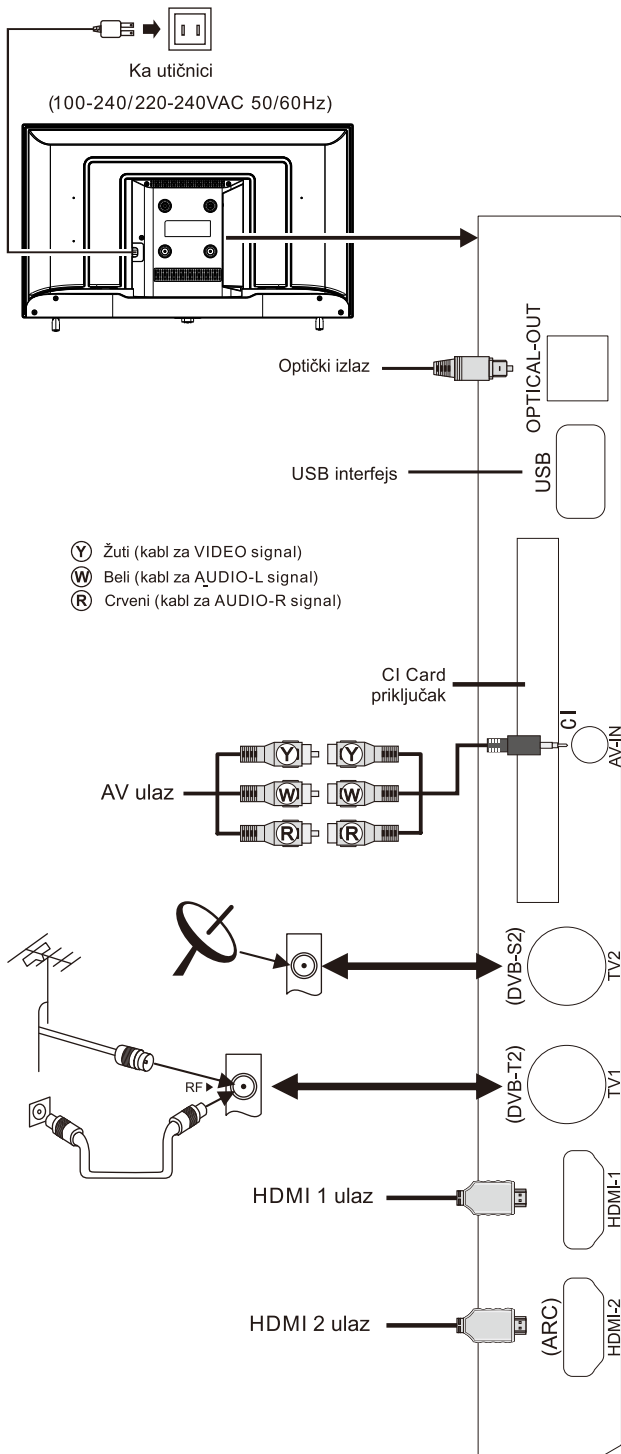 Ka utičnici
(100-240/220-240VAC 50/60Hz)
Optički izlaz
OPTICAL-OUT
USB interfejs
USB
Y Žuti (kabl za VIDEO signal)
W Beli (kabl za AUDIO-L signal)
R Crveni (kabl za AUDIO-R signal)
CI Card
priključak
CI
AV-IN
AV ulaz
Y Y
W W
R R
(DVB-S2)
TV2
RF
(DVB-T2)
TV1
HDMI 1 ulaz
HDMI-1
HDMI 2 ulaz
(ARC)
HDMI-2